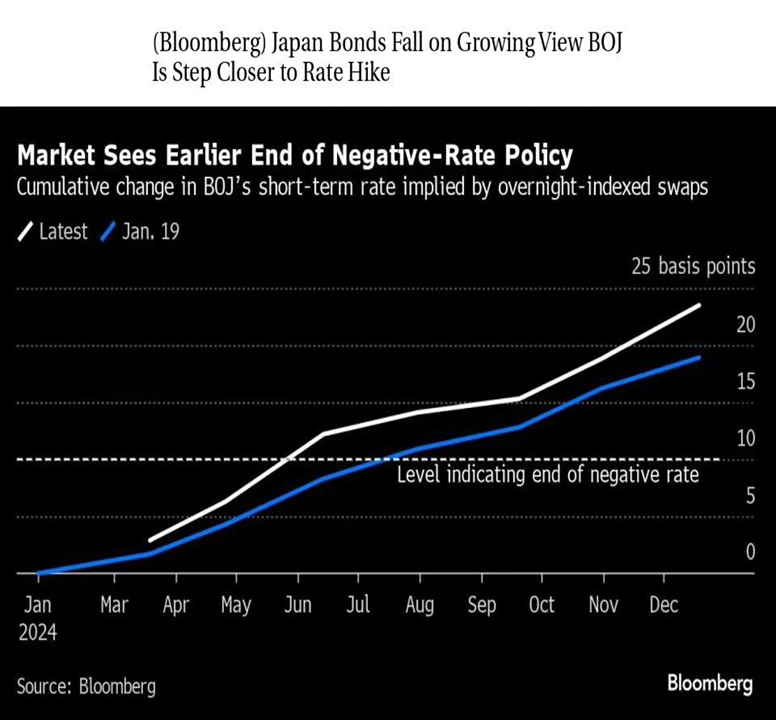 (Bloomberg) Japan Bonds Fall on Growing View BOJ
Is Step Closer to Rate Hike
Market Sees Earlier End of Negative-Rate Policy
Cumulative change in BOJ's short-term rate implied by overnight-indexed swaps
Latest Jan. 19
25 basis points
20
15
10
Level indicating end of negative rate
5
0
Jan Mar Apr May Jun Jul Aug Sep Oct Nov Dec
2024
Source: Bloomberg Bloomberg